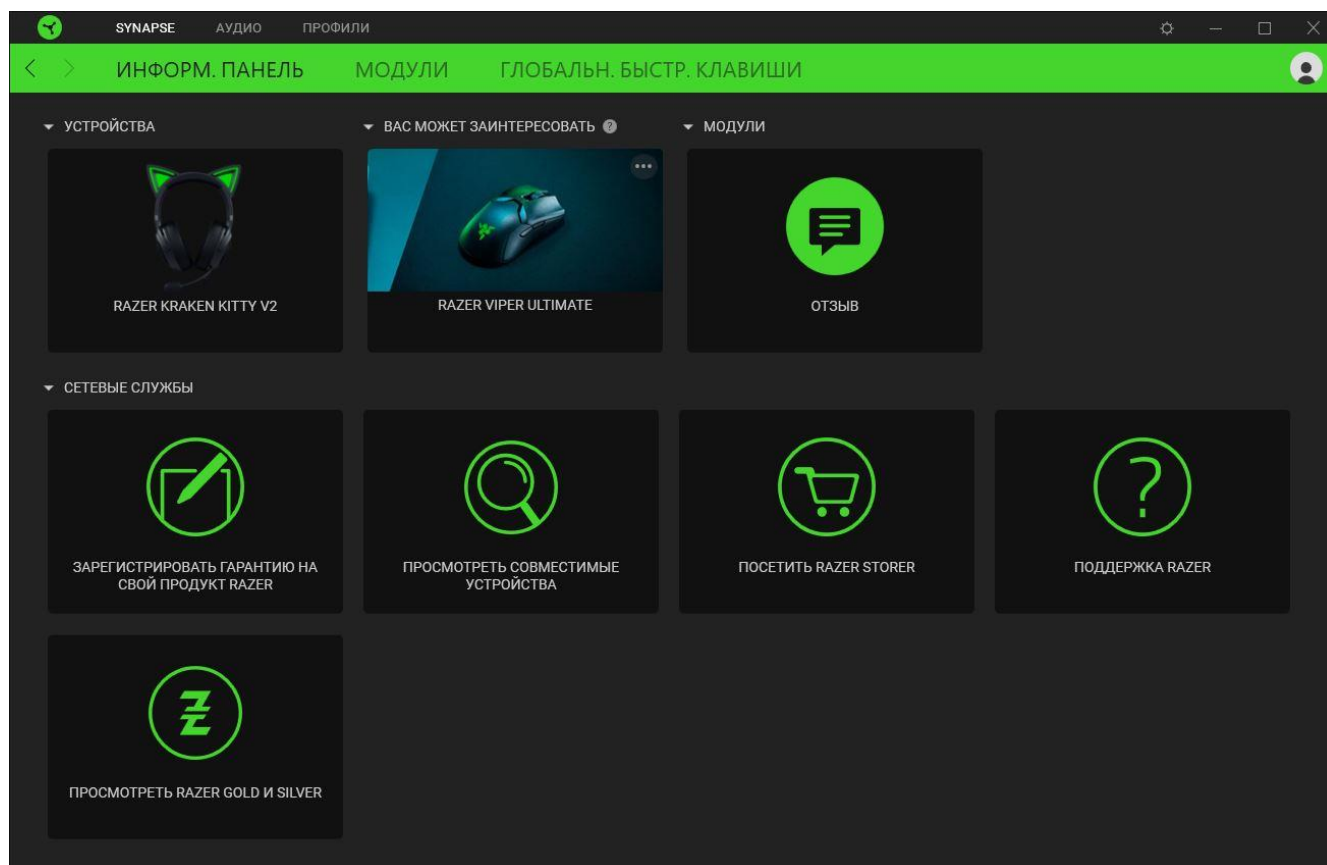 SYNAPSE АУДИО ПРОФИЛИ
ИНФОРМ. ПАНЕЛЬ МОДУЛИ ГЛОБАЛЬН. БЫСТР. КЛАВИШИ
УСТРОЙСТВА
ВАС МОЖЕТ ЗАИНТЕРЕСОВАТЬ ?
МОДУЛИ
RAZER KRAKEN KITTY V2
RAZER VIPER ULTIMATE
ОТЗЫВ
СЕТЕВЫЕ СЛУЖБЫ
ЗАРЕГИСТРИРОВАТЬ ГАРАНТИЮ НА
СВОЙ ПРОДУКТ RAZER
ПРОСМОТРЕТЬ СОВМЕСТИМЫЕ
УСТРОЙСТВА
ПОСЕТИТЬ RAZER STORER
?
ПОДДЕРЖКА RAZER
ПРОСМОТРЕТЬ RAZER GOLD И SILVER